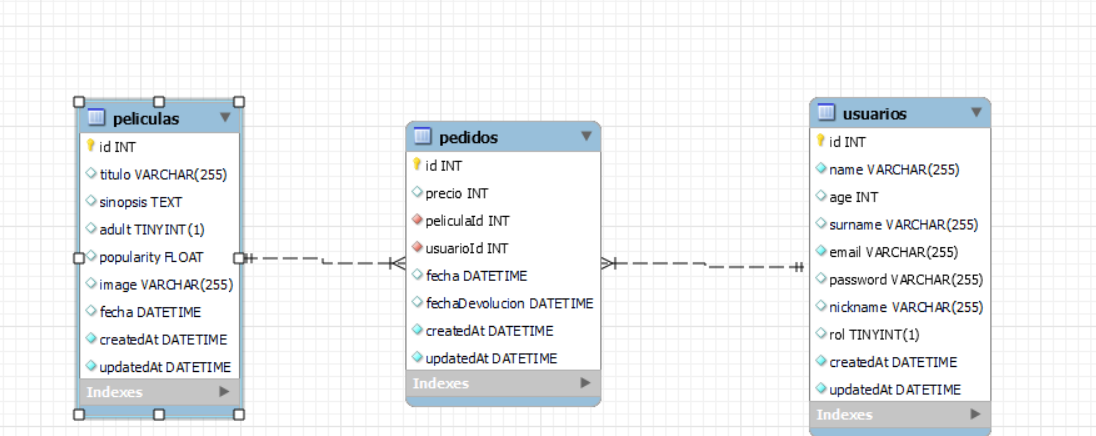 peliculas
id INT
titulo VARCHAR(255)
sinopsis TEXT
adult TINYINT(1)
popularity FLOAT
image VARCHAR(255)
fecha DATETIME
createdAt DATETIME
updatedAt DATETIME
Indexes
pedidos
id INT
precio INT
peliculaId INT
usuarioId INT
fecha DATETIME
fechaDevolucion DATETIME
createdAt DATETIME
updatedAt DATETIME
Indexes
usuarios
id INT
name VARCHAR(255)
age INT
surname VARCHAR(255)
email VARCHAR(255)
password VARCHAR(255)
nickname VARCHAR(255)
rol TINYINT(1)
createdAt DATETIME
updatedAt DATETIME
Indexes